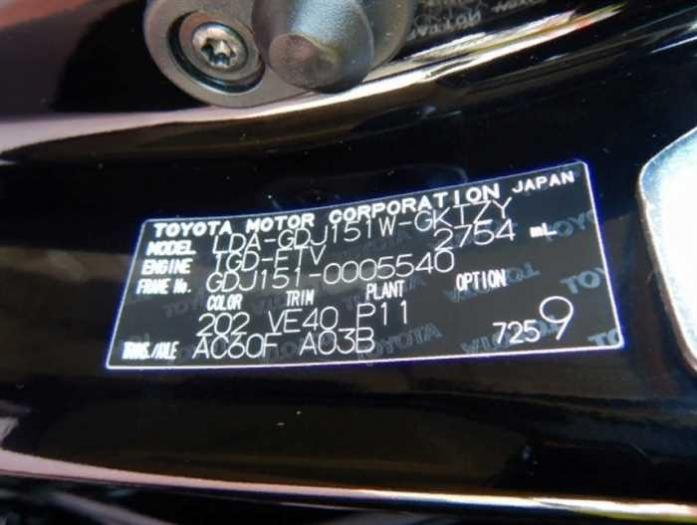 TOYOTA MOTOR CORPORATION JAPAN
MODEL LDA-GDJ151W-GKTZY
ENGINE 1GD-FTV 2754 mL
FRAME No. GDJ151-0005540
COLOR TRIM PLANT OPTION
202 VE40 P11
TRANS./AXLE AC60F A03B 7259